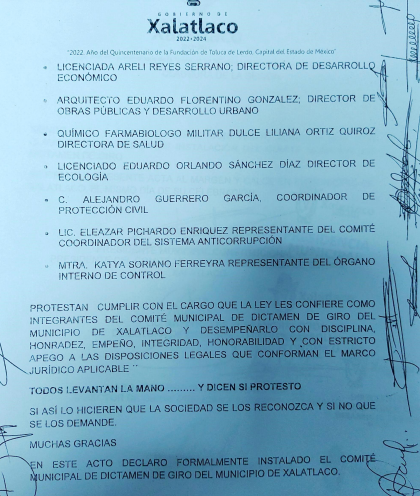 GOBIERNO DE
Xalatlaco
2022-2024
"2022. Año del Quincentenario de la Fundación de Toluca de Lerdo, Capital del Estado de México"
LICENCIADA ARELI REYES SERRANO; DIRECTORA DE DESARROLLO
ECONÓMICO
ARQUITECTO EDUARDO FLORENTINO GONZALEZ; DIRECTOR DE
OBRAS PÚBLICAS Y DESARROLLO URBANO
QUÍMICO FARMABIOLOGO MILITAR DULCE LILIANA ORTIZ QUIROZ
DIRECTORA DE SALUD
LICENCIADO EDUARDO ORLANDO SÁNCHEZ DÍAZ DIRECTOR DE
ECOLOGÍA
C. ALEJANDRO GUERRERO GARCÍA, COORDINADOR DE
PROTECCIÓN CIVIL
LIC. ELEAZAR PICHARDO ENRIQUEZ REPRESENTANTE DEL COMITÉ
COORDINADOR DEL SISTEMA ANTICORRUPCIÓN
MTRA. KATYA SORIANO FERREYRA REPRESENTANTE DEL ÓRGANO
INTERNO DE CONTROL
PROTESTAN CUMPLIR CON EL CARGO QUE LA LEY LES CONFIERE COMO
INTEGRANTES DEL COMITÉ MUNICIPAL DE DICTAMEN DE GIRO DEL
MUNICIPIO DE XALATLACO Y DESEMPEÑARLO CON DISCIPLINA,
HONRADEZ, EMPEÑO, INTEGRIDAD, HONORABILIDAD Y CON ESTRICTO
APEGO A LAS DISPOSICIONES LEGALES QUE CONFORMAN EL MARCO
JURÍDICO APLICABLE ´´
TODOS LEVANTAN LA MANO ......... Y DICEN SI PROTESTO
SI ASÍ LO HICIEREN QUE LA SOCIEDAD SE LOS RECONOZCA Y SI NO QUE
SE LOS DEMANDE.
MUCHAS GRACIAS
EN ESTE ACTO DECLARO FORMALMENTE INSTALADO EL COMITÉ
MUNICIPAL DE DICTAMEN DE GIRO DEL MUNICIPIO DE XALATLACO.